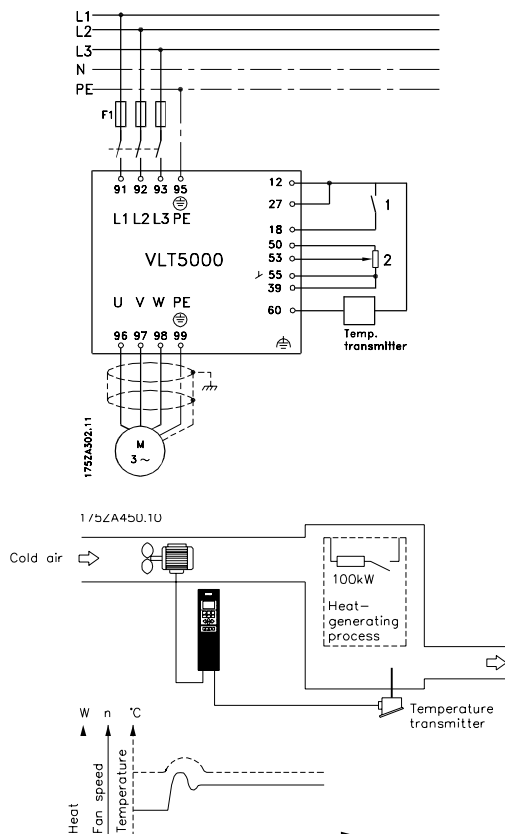 L1
L2
L3
N
PE
F1
91 92 93 95
L1 L2 L3 PE
VLT5000
U V W PE
96 97 98 99
12
27
18
50
53
55
39
60
1
2
Temp.
transmitter
M
3 ~
175ZA302.11
175ZA450.10
Cold air
100kW
Heat-
generating
process
Temperature
transmitter
W n °C
Heat
Fan speed
Temperature